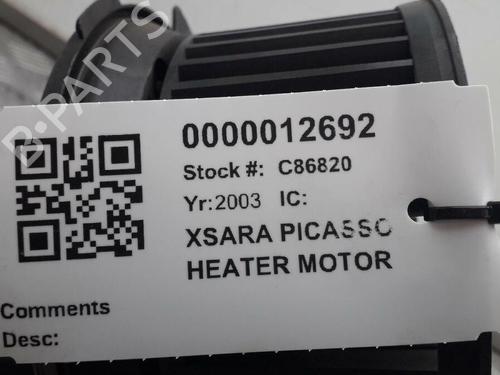 B-PARTS
0000012692
Stock #: C86820
Yr:2003 IC:
XSARA PICASSO
HEATER MOTOR
Comments
Desc: